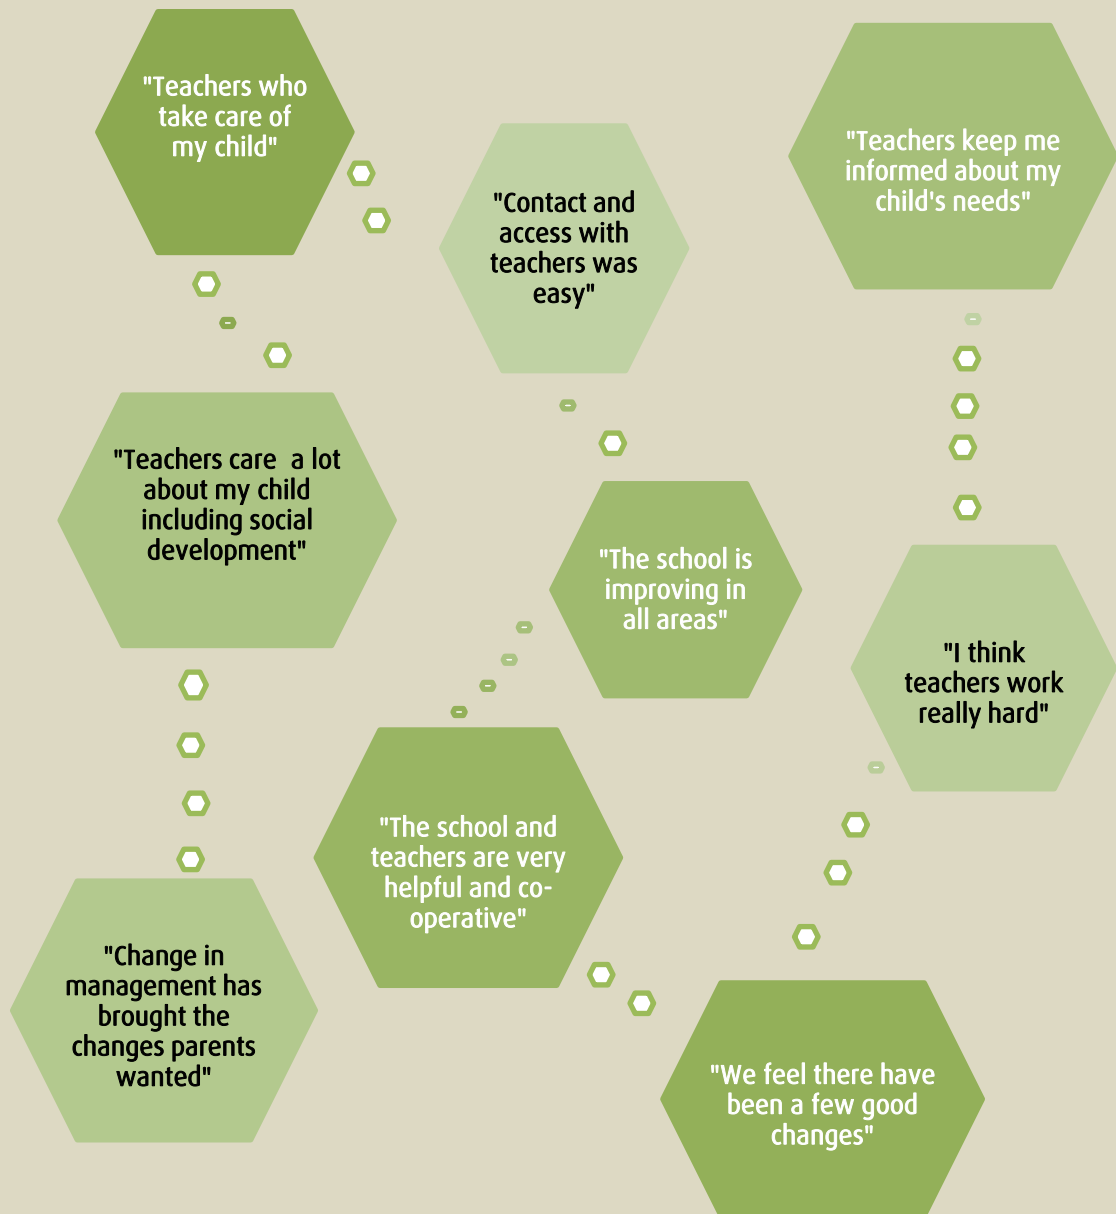 "Teachers who
take care of
my child"
"Contact and
access with
teachers was
easy"
"Teachers keep me
informed about my
child's needs"
"Teachers care  a lot
about my child
including social
development"
"The school is
improving in
all areas"
"I think
teachers work
really hard"
"The school and
teachers are very
helpful and co-
operative"
"Change in
management has
brought the
changes parents
wanted"
"We feel there have
been a few good
changes"